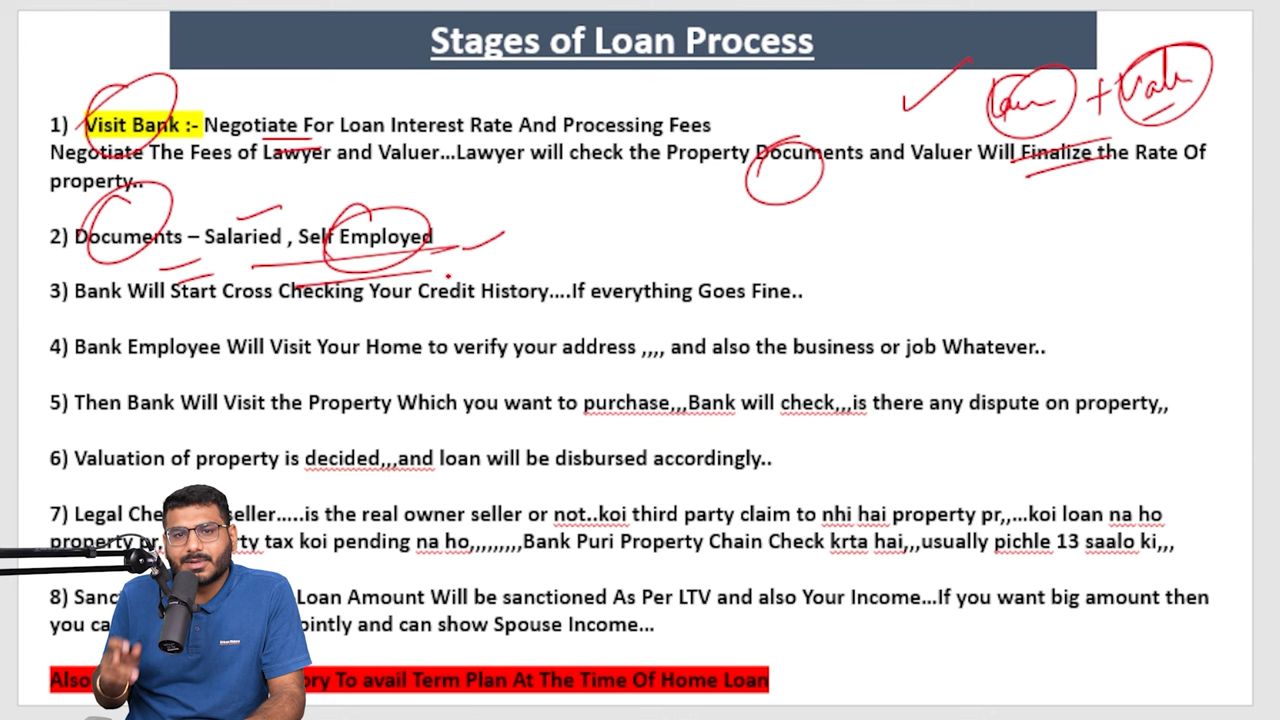 Stages of Loan Process
1) Visit Bank :- Negotiate For Loan Interest Rate And Processing Fees
Negotiate The Fees of Lawyer and Valuer...Lawyer will check the Property Documents and Valuer Will Finalize the Rate Of
property..
2) Documents – Salaried , Self Employed
3) Bank Will Start Cross Checking Your Credit History....If everything Goes Fine..
4) Bank Employee Will Visit Your Home to verify your address ,,,, and also the business or job Whatever..
5) Then Bank Will Visit the Property Which you want to purchase,,,Bank will check,,,is there any dispute on property,,
6) Valuation of property is decided,,,and loan will be disbursed accordingly..
7) Legal seller.....is the real owner seller or not..koi third party claim to nhi hai property pr,,...koi loan na ho
property tax koi pending na ho,,,,,,,,,Bank Puri Property Chain Check krta hai,,,usually pichle 13 saalo ki,,,
8) Loan Amount Will be sanctioned As Per LTV and also Your Income...If you want big amount then
you and can show Spouse Income...
Also To avail Term Plan At The Time Of Home Loan